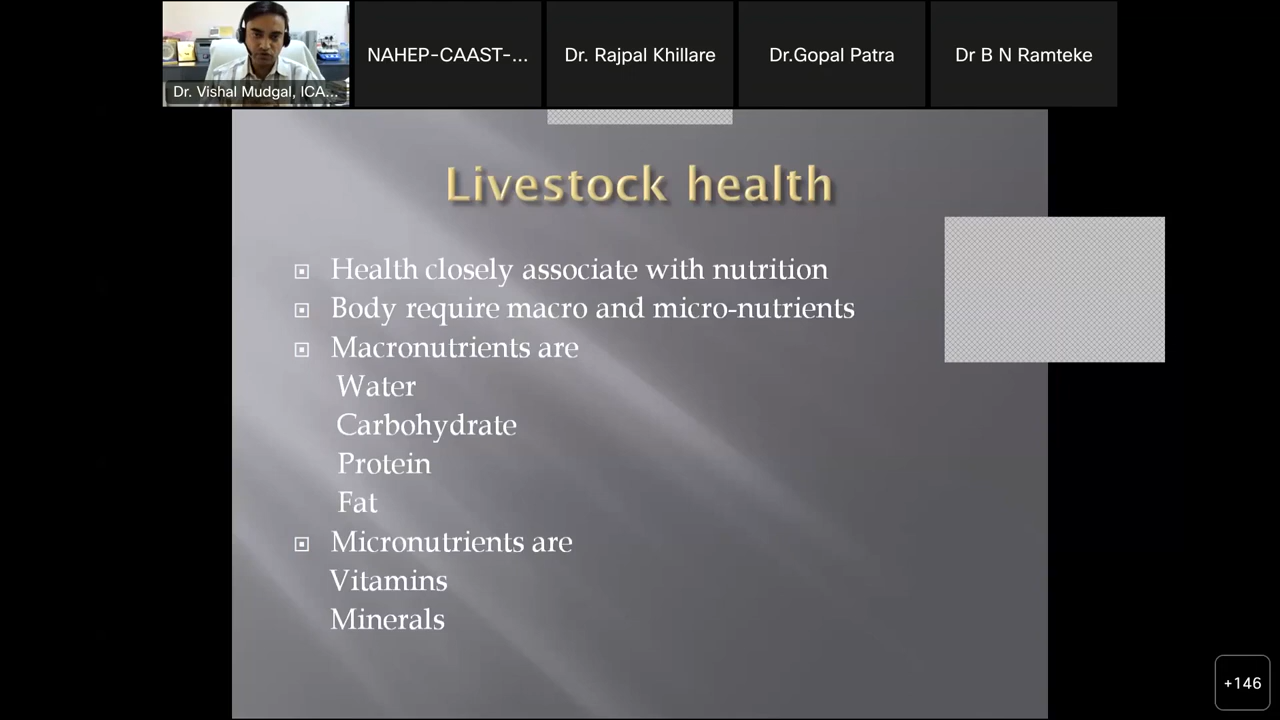 Dr. Vishal Mudgal, ICA...
NAHEP-CAAST-...
Dr. Rajpal Khillare
Dr.Gopal Patra
Dr B N Ramteke
Livestock health
Health closely associate with nutrition
Body require macro and micro-nutrients
Macronutrients are
Water
Carbohydrate
Protein
Fat
Micronutrients are
Vitamins
Minerals
+146